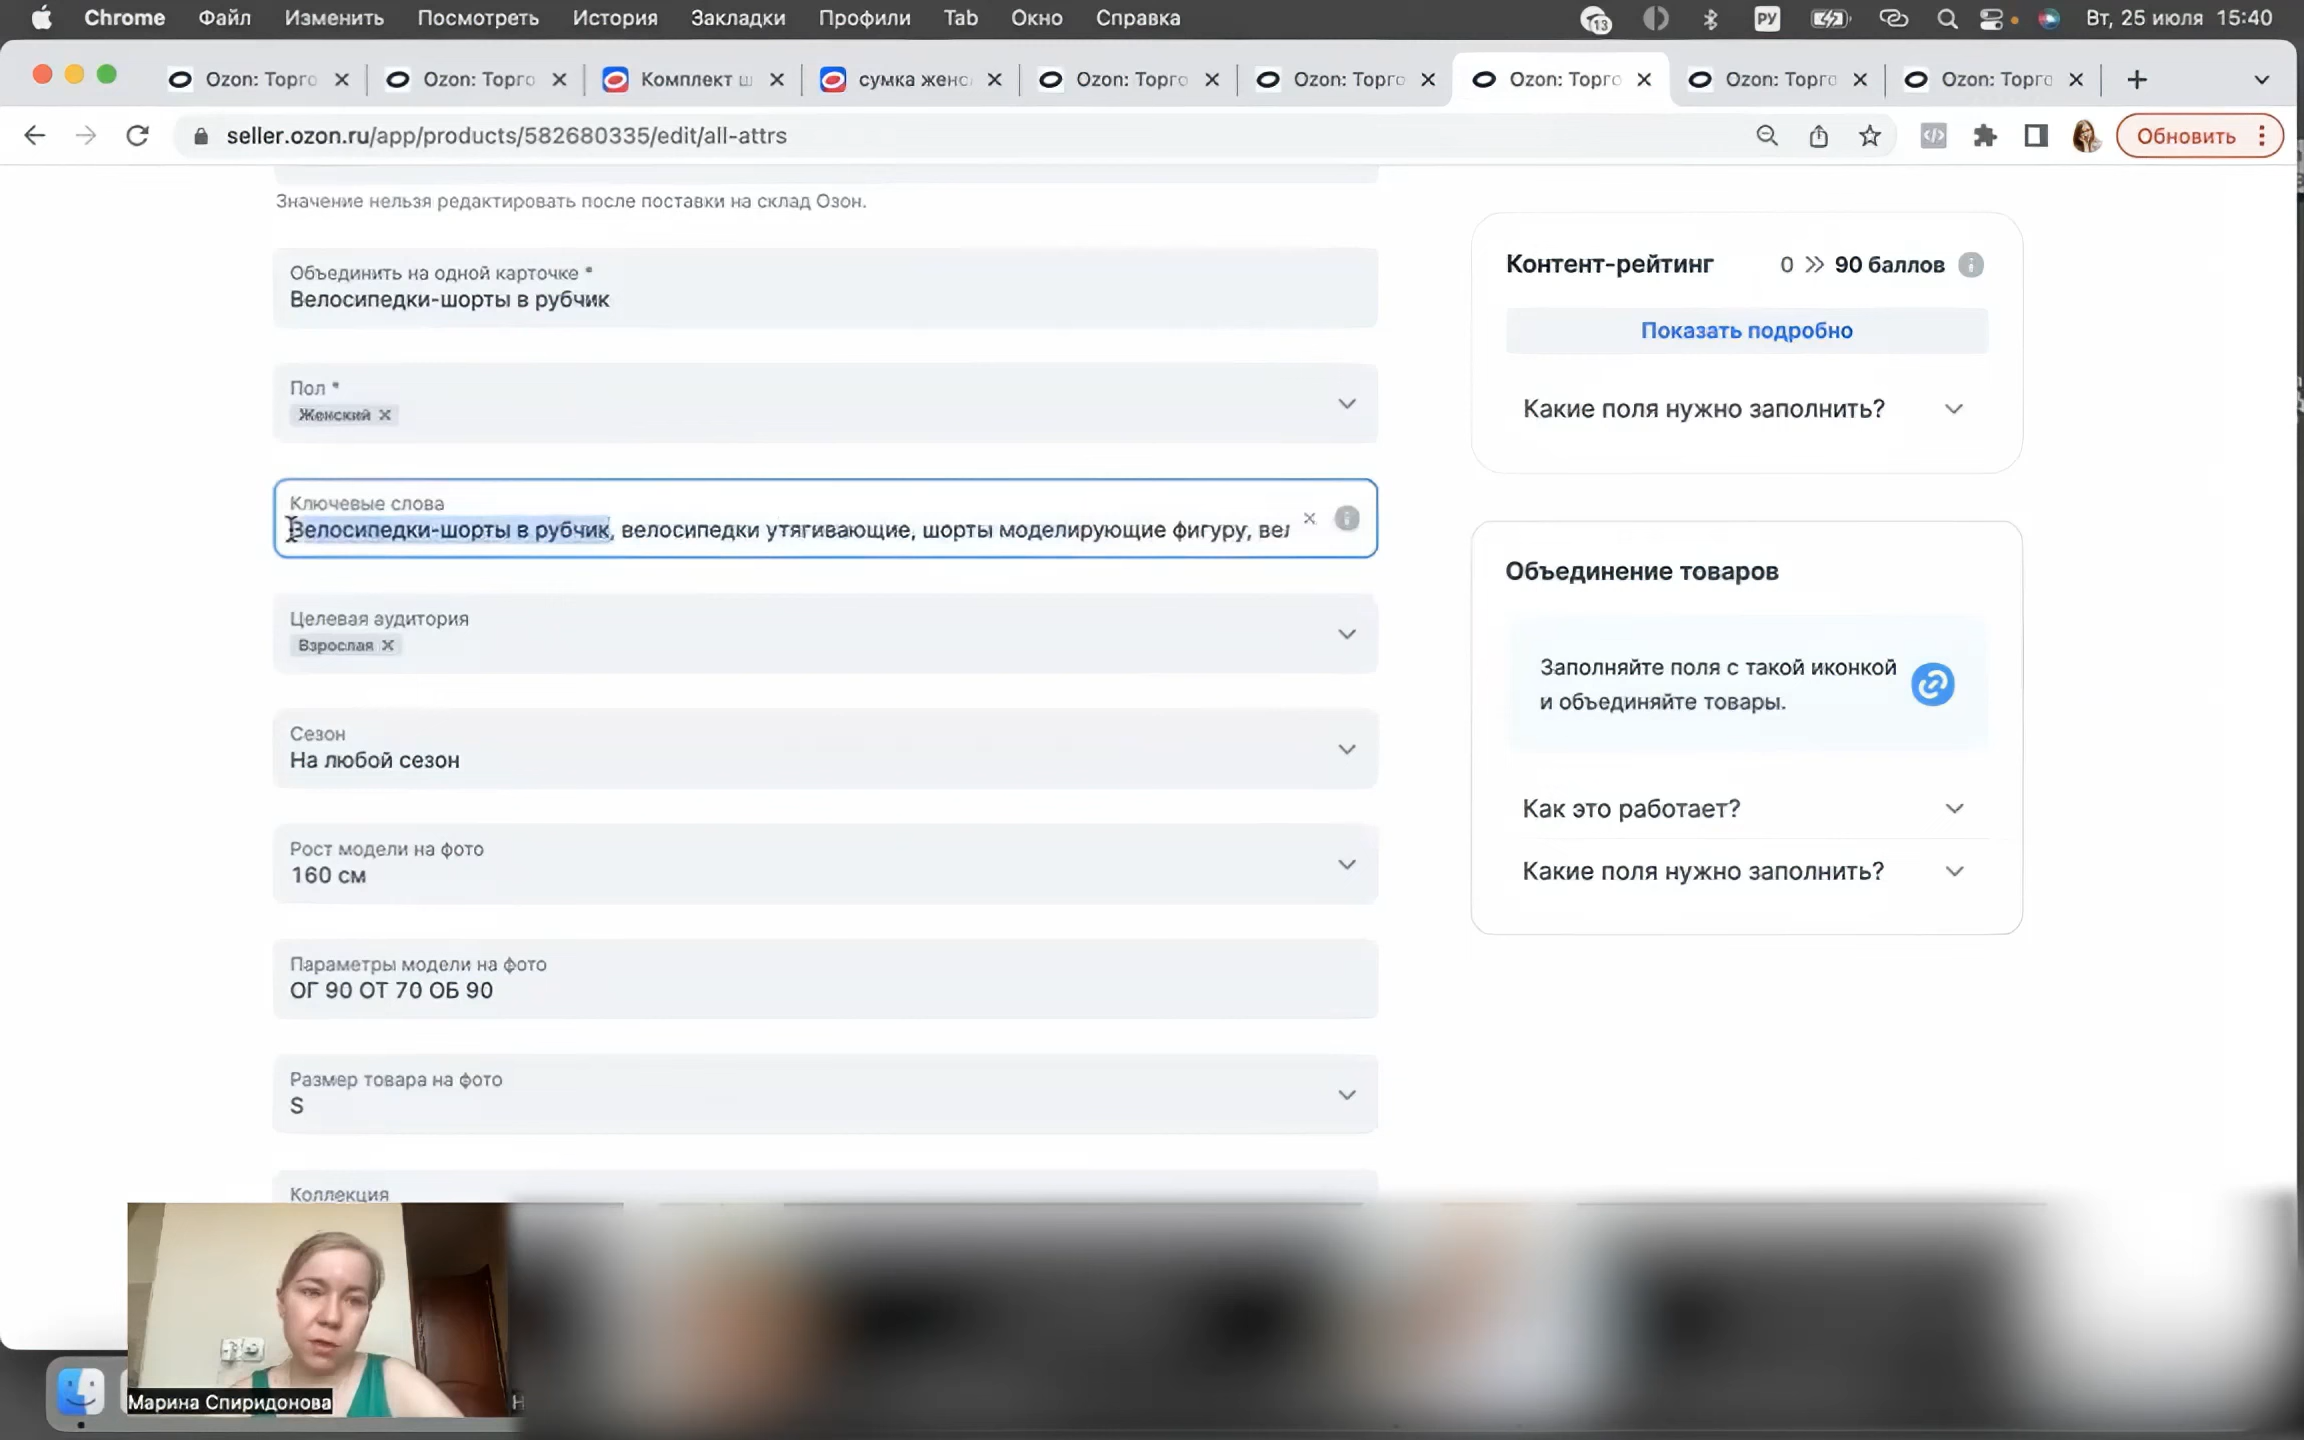 Chrome Файл Изменить Посмотреть История Закладки Профили Tab Окно Справка 13 РУ Вт, 25 июля 15:40
Ozon: Торго Ozon: Торго Комплект ш сумка женс Ozon: Торго Ozon: Торго Ozon: Торго Ozon: Торго Ozon: Торго
seller.ozon.ru/app/products/582680335/edit/all-attrs Обновить
Значение нельзя редактировать после поставки на склад Озон.
Объединить на одной карточке *
Велосипедки-шорты в рубчик
Пол *
Женский
Ключевые слова
Велосипедки-шорты в рубчик, велосипедки утягивающие, шорты моделирующие фигуру, вел
Целевая аудитория
Взрослая
Сезон
На любой сезон
Рост модели на фото
160 см
Параметры модели на фото
ОГ 90 ОТ 70 ОБ 90
Размер товара на фото
S
Коллекция
Контент-рейтинг 0 >> 90 баллов
Показать подробно
Какие поля нужно заполнить?
Объединение товаров
Заполняйте поля с такой иконкой
и объединяйте товары.
Как это работает?
Какие поля нужно заполнить?
Марина Спиридонова
Н